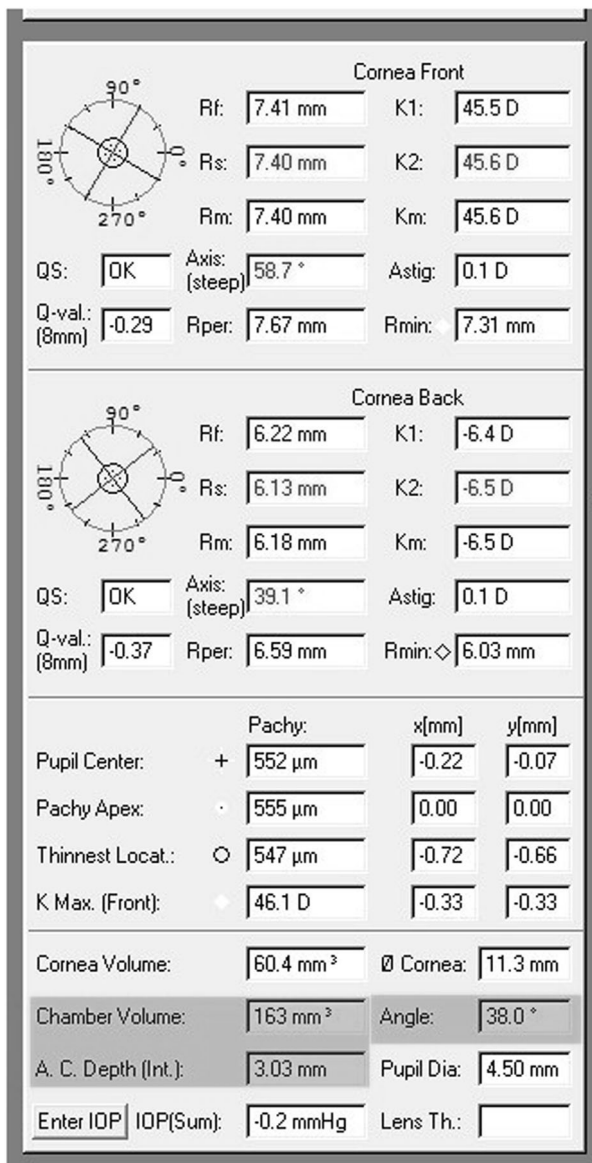 Cornea Front
90°
180°
0°
270°
Rf: 7.41 mm K1: 45.5 D
Rs: 7.40 mm K2: 45.6 D
Rm: 7.40 mm Km: 45.6 D
QS: OK Axis: (steep) 58.7 ° Astig: 0.1 D
Q-val.: (8mm) -0.29 Rper: 7.67 mm Rmin: 7.31 mm
Cornea Back
90°
180°
0°
270°
Rf: 6.22 mm K1: -6.4 D
Rs: 6.13 mm K2: -6.5 D
Rm: 6.18 mm Km: -6.5 D
QS: OK Axis: (steep) 39.1 ° Astig: 0.1 D
Q-val.: (8mm) -0.37 Rper: 6.59 mm Rmin: 6.03 mm
Pachy: x[mm] y[mm]
Pupil Center: + 552 µm -0.22 -0.07
Pachy Apex: 555 µm 0.00 0.00
Thinnest Locat.: O 547 µm -0.72 -0.66
K Max. (Front): 46.1 D -0.33 -0.33
Cornea Volume: 60.4 mm³ Ø Cornea: 11.3 mm
Chamber Volume: 163 mm³ Angle: 38.0 °
A. C. Depth (Int.): 3.03 mm Pupil Dia: 4.50 mm
Enter IOP IOP(Sum): -0.2 mmHg Lens Th.: